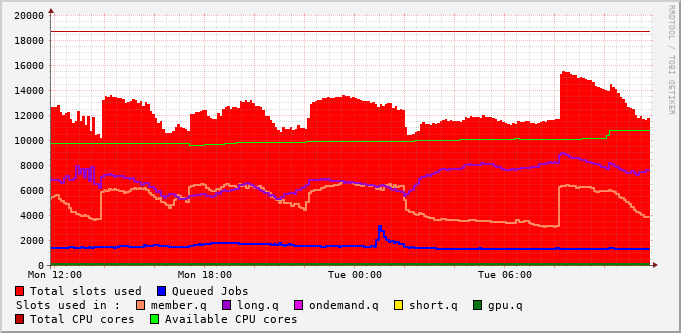 20000
18000
16000
14000
12000
10000
8000
6000
4000
2000
0
Mon 12:00 Mon 18:00 Tue 00:00 Tue 06:00
Total slots used Queued Jobs
Slots used in : member.q long.q ondemand.q short.q gpu.q
Total CPU cores Available CPU cores
RRDTOOL / TOBI OETIKER